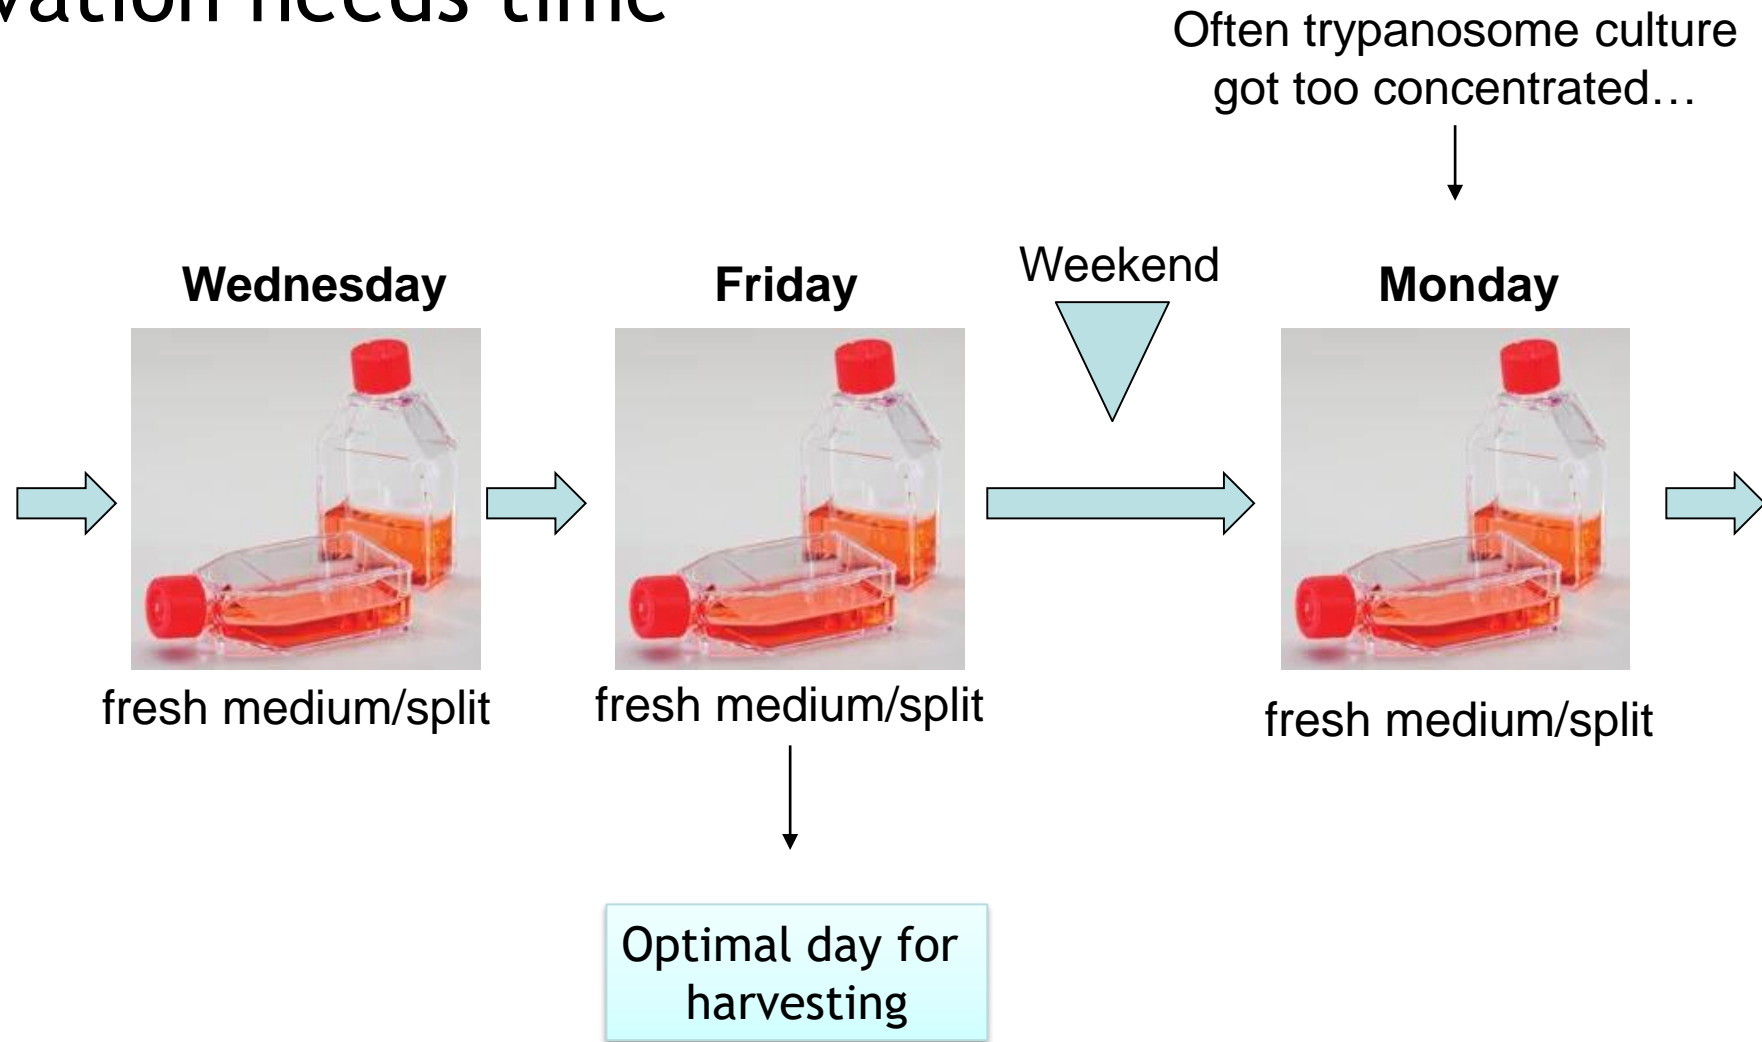 vation needs time
Often trypanosome culture
got too concentrated…
Weekend
Wednesday
Friday
Monday
fresh medium/split
fresh medium/split
fresh medium/split
Optimal day for
harvesting